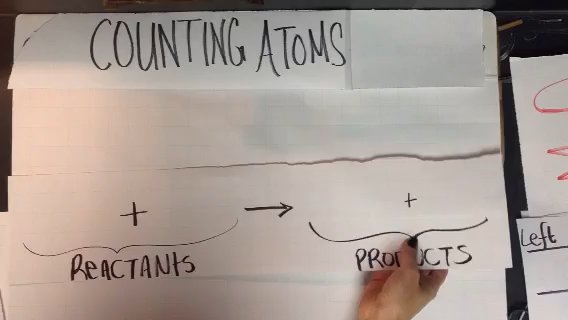 COUNTING ATOMS
+ → +
REACTANTS
PRODUCTS
Left